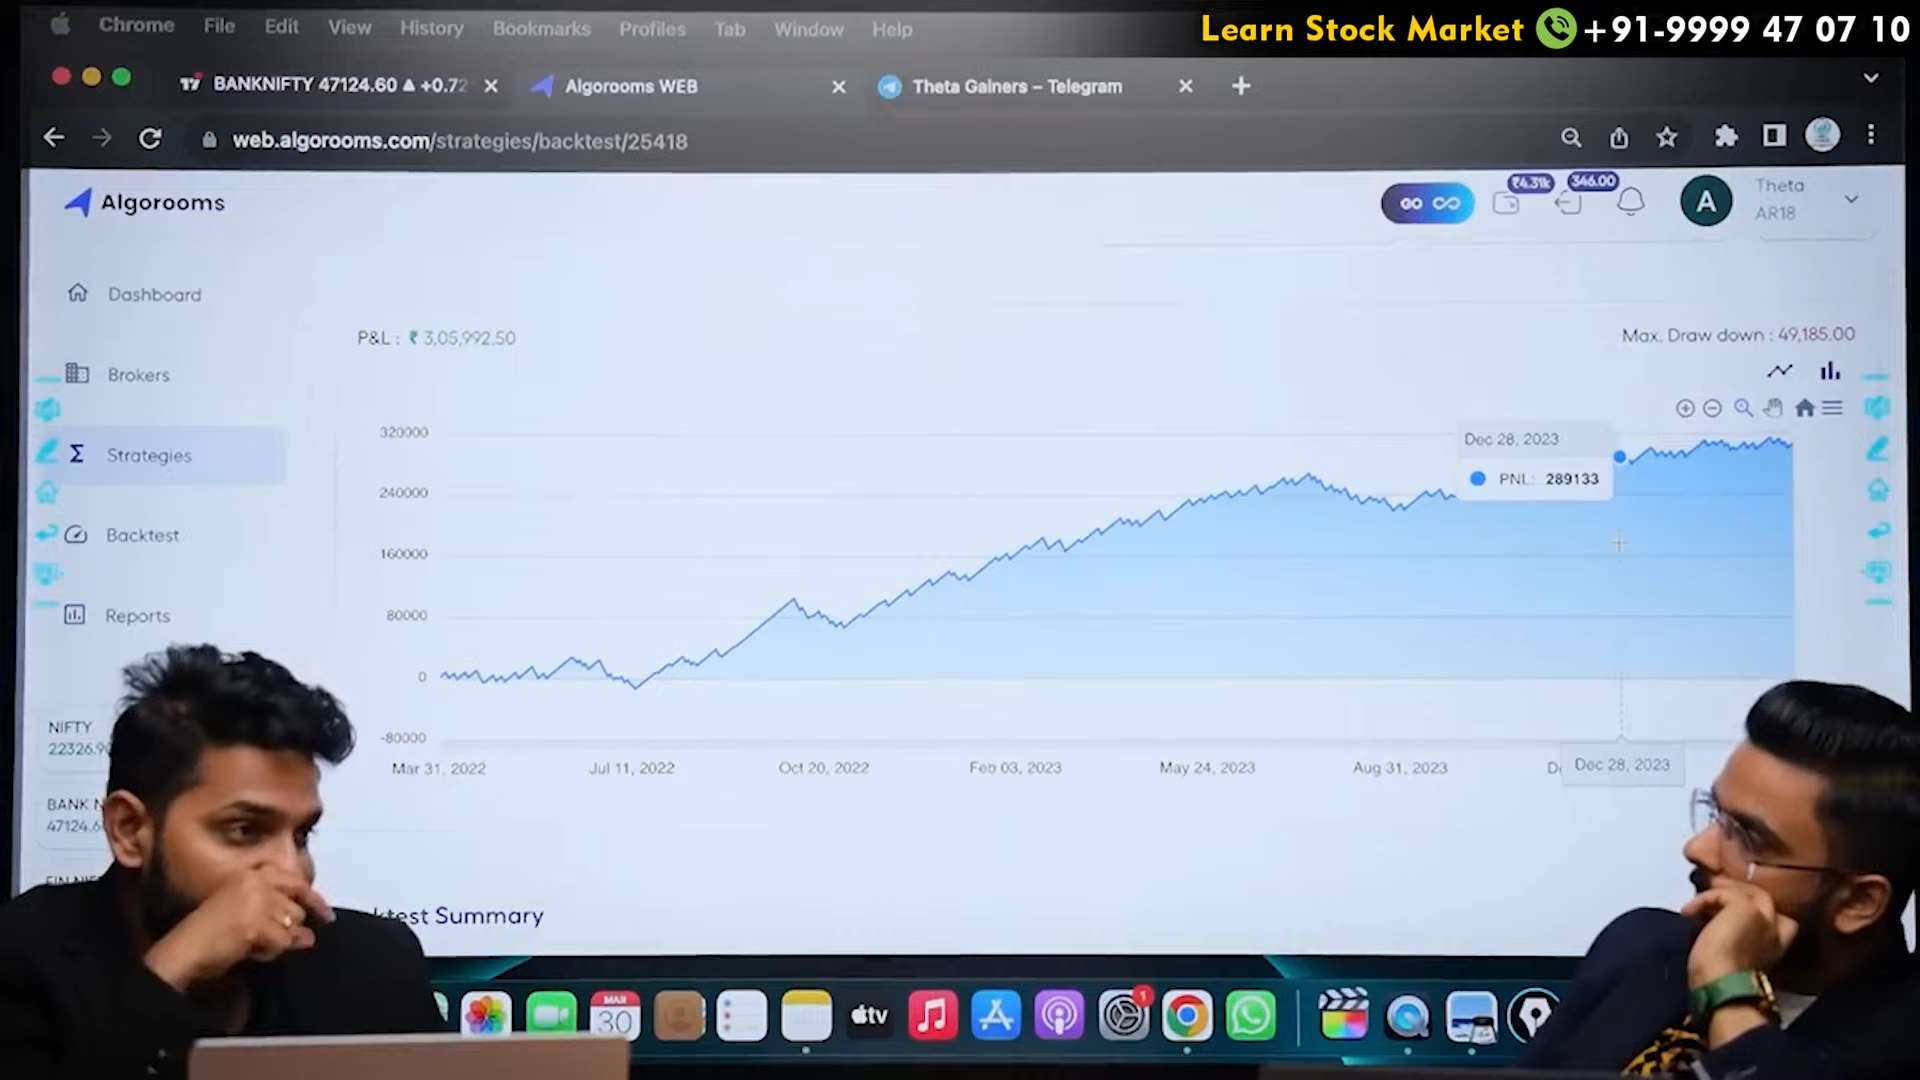 Learn Stock Market +91-9999 47 07 10
Chrome File Edit View History Bookmarks Profiles Tab Window Help
BANKNIFTY 47124.60 ▲ +0.72
Algorooms WEB
Theta Gainers – Telegram
web.algorooms.com/strategies/backtest/25418
Algorooms
GO
₹4.31k
346.00
A
Theta
AR18
Dashboard
Brokers
Strategies
Backtest
Reports
P&L : ₹ 3,05,992.50
Max. Draw down : 49,185.00
320000
240000
160000
80000
0
-80000
Dec 28, 2023
PNL: 289133
Mar 31, 2022
Jul 11, 2022
Oct 20, 2022
Feb 03, 2023
May 24, 2023
Aug 31, 2023
Dec 28, 2023
NIFTY
22326.9
BANK N
47124.6
Summary
MAR
30
tv
1